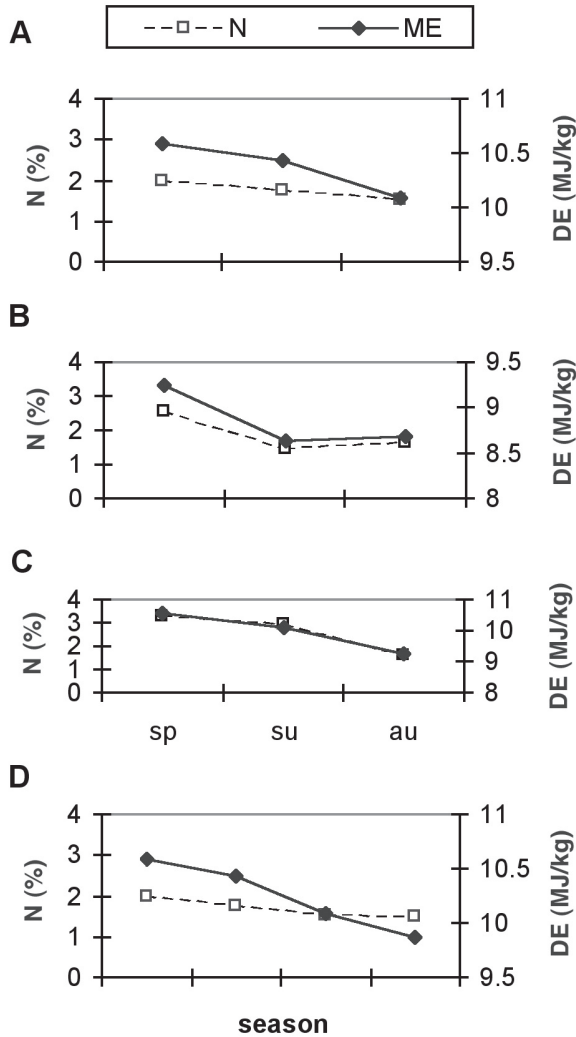 N ME
A
4 11
3 10.5
2 10
1
0 9.5
N (%) DE (MJ/kg)
B
4 9.5
3 9
2 8.5
1
0 8
N (%) DE (MJ/kg)
C
4 11
3 10
2 9
1
0 8
N (%) DE (MJ/kg)
sp su au
D
4 11
3 10.5
2 10
1
0 9.5
N (%) DE (MJ/kg)
season